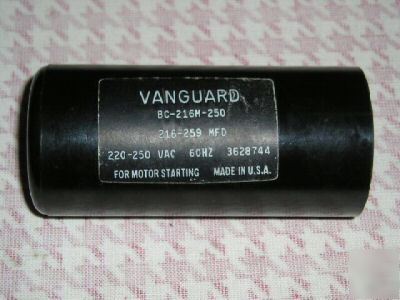 VANGUARD
BC-216M-250
216-259 MFD
220-250 VAC 60HZ 3628744
FOR MOTOR STARTING MADE IN U.S.A.